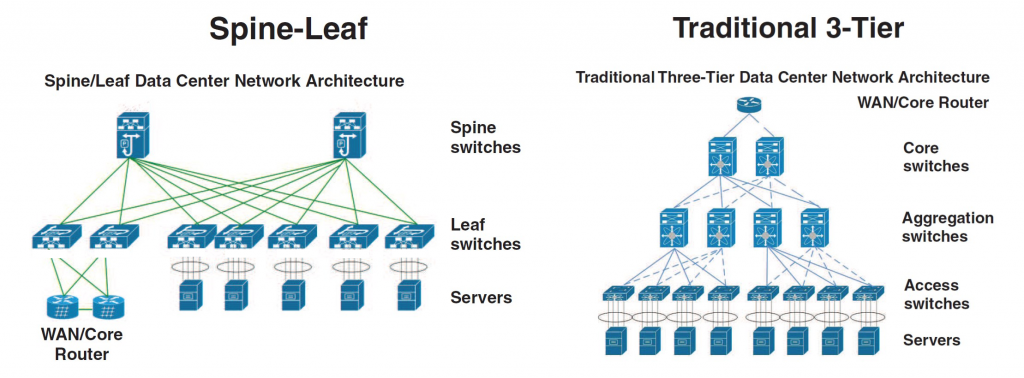 Spine-Leaf
Spine/Leaf Data Center Network Architecture
Spine
switches
Leaf
switches
Servers
WAN/Core
Router
Traditional 3-Tier
Traditional Three-Tier Data Center Network Architecture
WAN/Core Router
Core
switches
Aggregation
switches
Access
switches
Servers